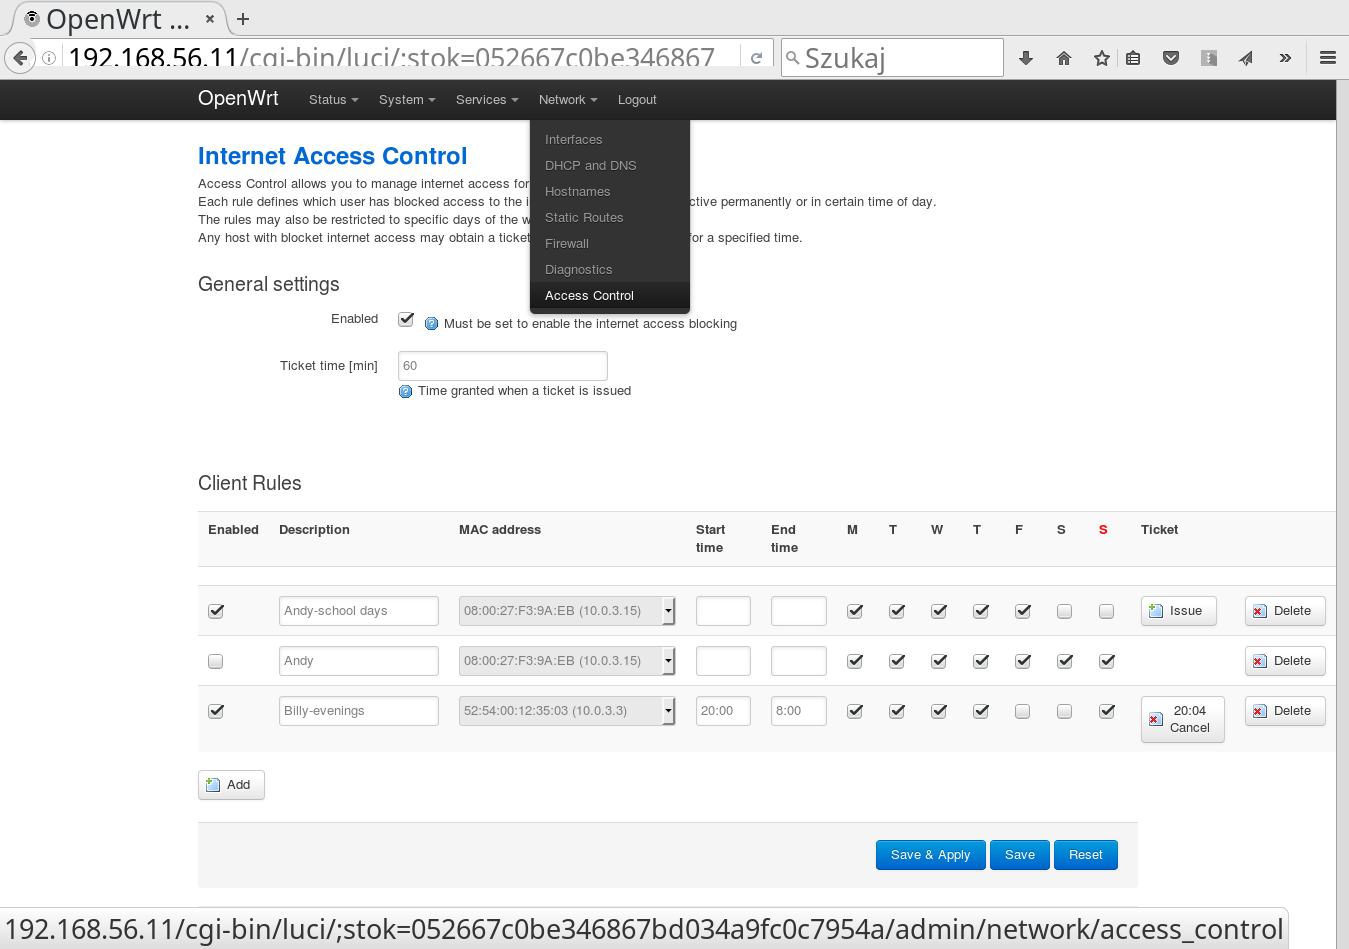 OpenWrt ... × +
192.168.56.11/cgi-bin/luci/;stok=052667c0be346867
Szukaj
OpenWrt Status System Services Network Logout
Interfaces
DHCP and DNS
Hostnames
Static Routes
Firewall
Diagnostics
Access Control
Internet Access Control
Access Control allows you to manage internet access for
Each rule defines which user has blocked access to the i ctive permanently or in certain time of day.
The rules may also be restricted to specific days of the w
Any host with blocket internet access may obtain a ticket for a specified time.
General settings
Enabled Must be set to enable the internet access blocking
Ticket time [min] 60
Time granted when a ticket is issued
Client Rules
Enabled Description MAC address Start time End time M T W T F S S Ticket
Andy-school days 08:00:27:F3:9A:EB (10.0.3.15) Issue Delete
Andy 08:00:27:F3:9A:EB (10.0.3.15) Delete
Billy-evenings 52:54:00:12:35:03 (10.0.3.3) 20:00 8:00 20:04 Cancel Delete
Add
Save & Apply Save Reset
192.168.56.11/cgi-bin/luci/;stok=052667c0be346867bd034a9fc0c7954a/admin/network/access_control